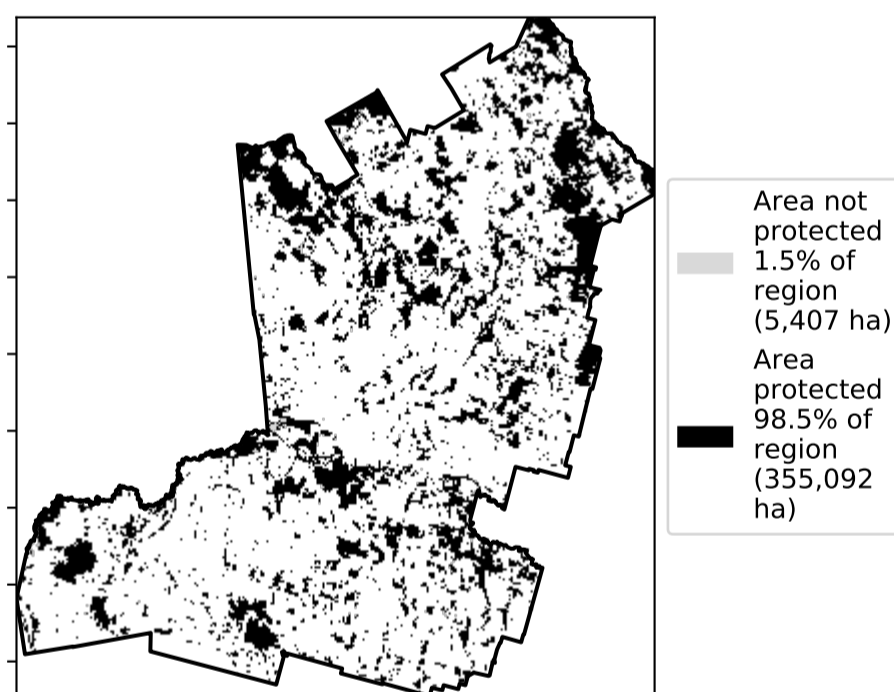 Area not
protected
1.5% of
region
(5,407 ha)
Area
protected
98.5% of
region
(355,092
ha)